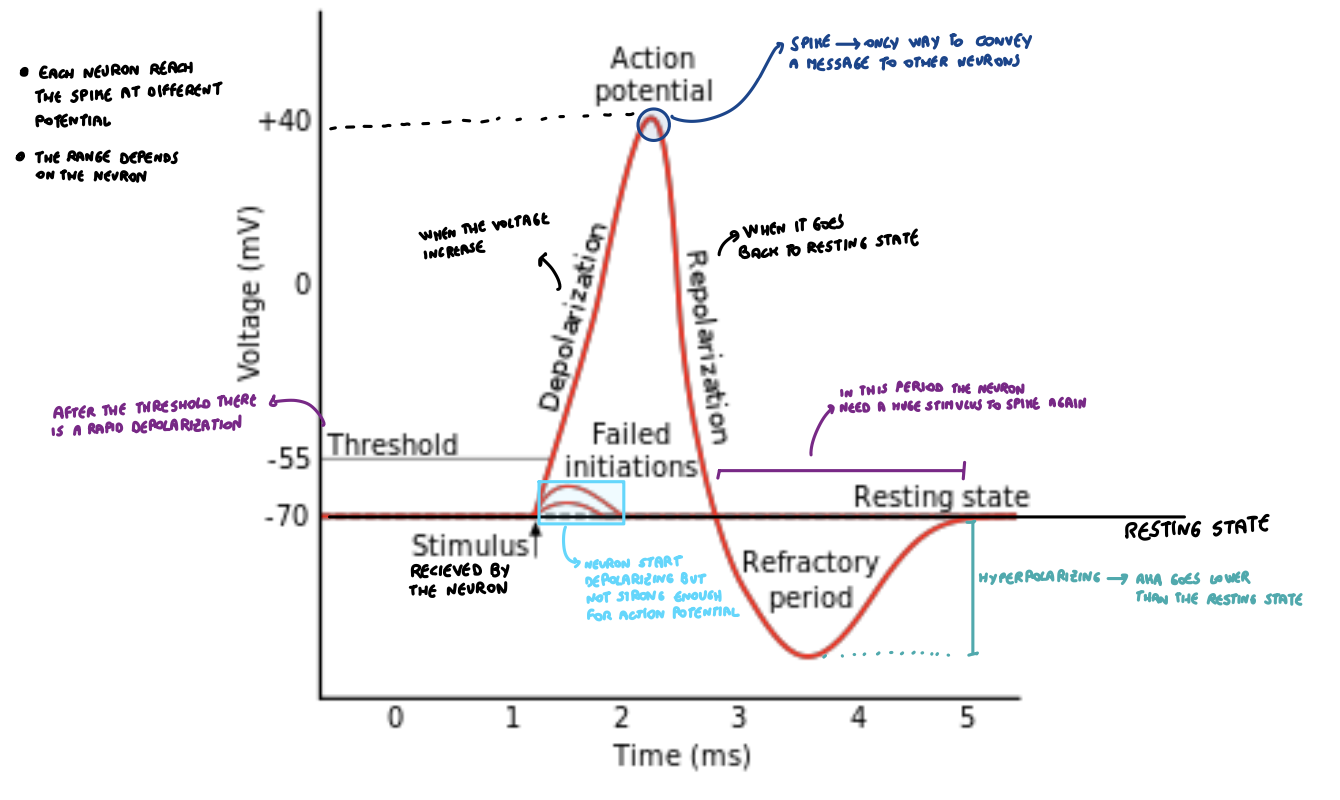 • EACH NEURON REACH
THE SPIKE AT DIFFERENT
POTENTIAL
• THE RANGE DEPENDS
ON THE NEURON
Action
potential
SPIKE → ONLY WAY TO CONVEY
A MESSAGE TO OTHER NEURONS
+40
0
-55
-70
Voltage (mV)
WHEN THE VOLTAGE
INCREASE
Depolarization
Repolarization
WHEN IT GOES
BACK TO RESTING STATE
AFTER THE THRESHOLD THERE
IS A RAPID DEPOLARIZATION
IN THIS PERIOD THE NEURON
NEED A HUGE STIMULUS TO SPIKE AGAIN
Threshold
Failed
initiations
Resting state
RESTING STATE
Stimulus
RECIEVED BY
THE NEURON
NEURON START
DEPOLARIZING BUT
NOT STRONG ENOUGH
FOR ACTION POTENTIAL
Refractory
period
HYPERPOLARIZING → AKA GOES LOWER
THAN THE RESTING STATE
0 1 2 3 4 5
Time (ms)